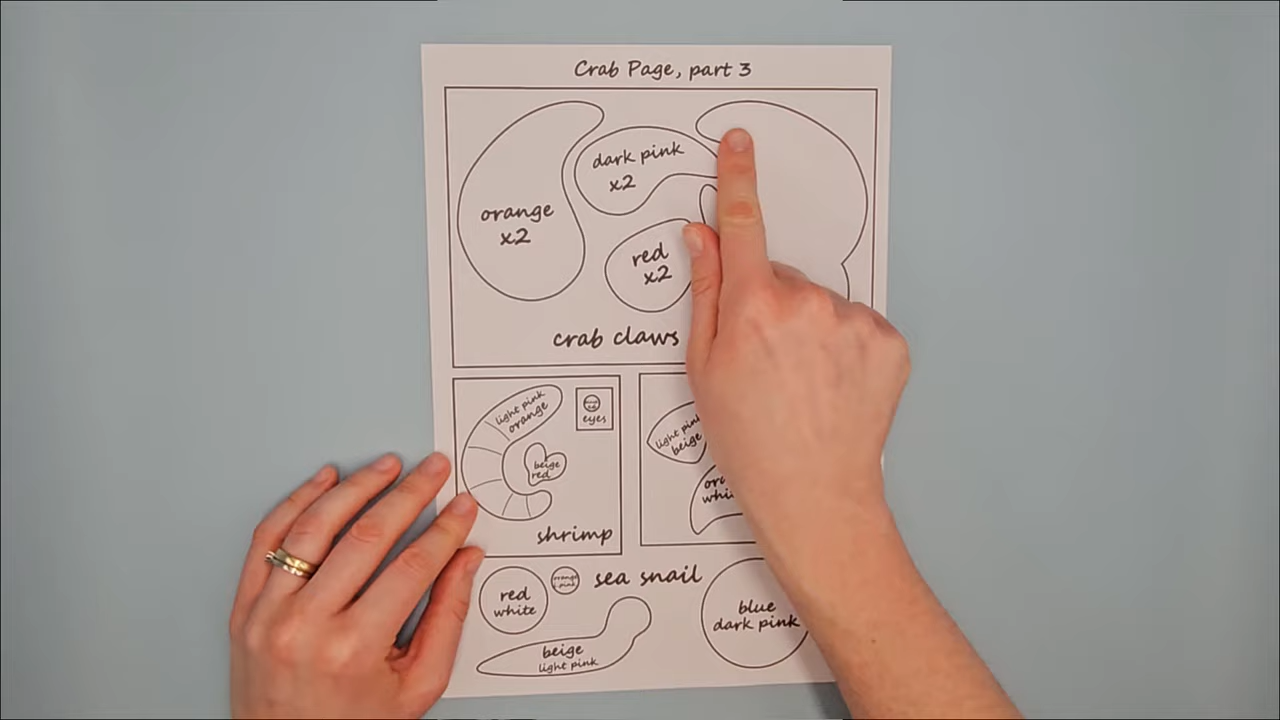 Crab Page, part 3
dark pink
x2
orange
x2
red
x2
crab claws
light pink
orange
eyes
beige
red
shrimp
light pink
beige
sea snail
red
white
orange
blue
dark pink
beige
light pink